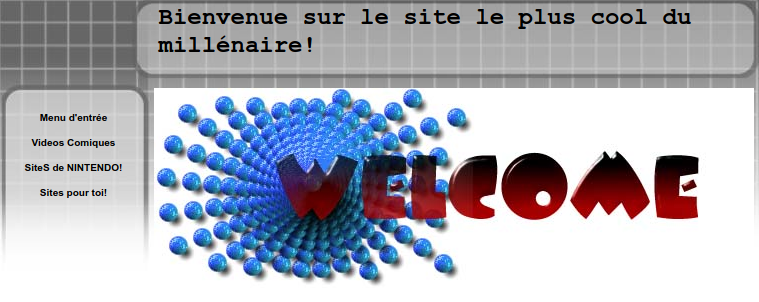 Bienvenue sur le site le plus cool du
millénaire!
Menu d'entrée
Videos Comiques
SiteS de NINTENDO!
Sites pour toi!
WELCOME